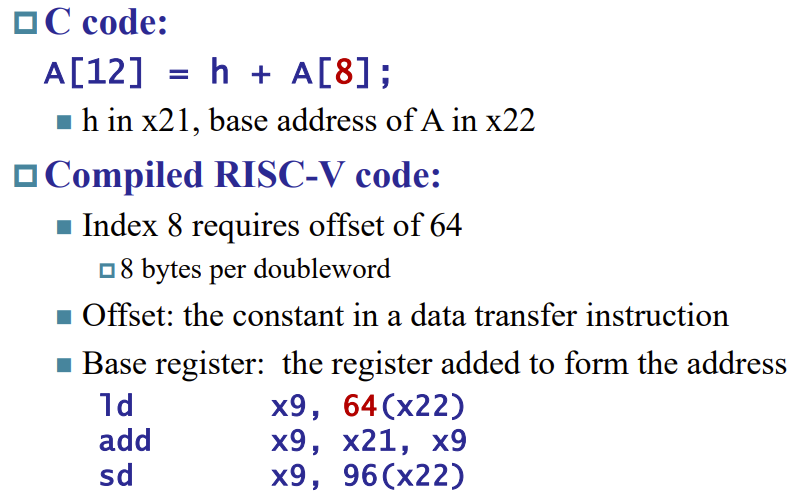 C code:
A[12] = h + A[8];
h in x21, base address of A in x22
Compiled RISC-V code:
Index 8 requires offset of 64
8 bytes per doubleword
Offset: the constant in a data transfer instruction
Base register: the register added to form the address
ld x9, 64(x22)
add x9, x21, x9
sd x9, 96(x22)